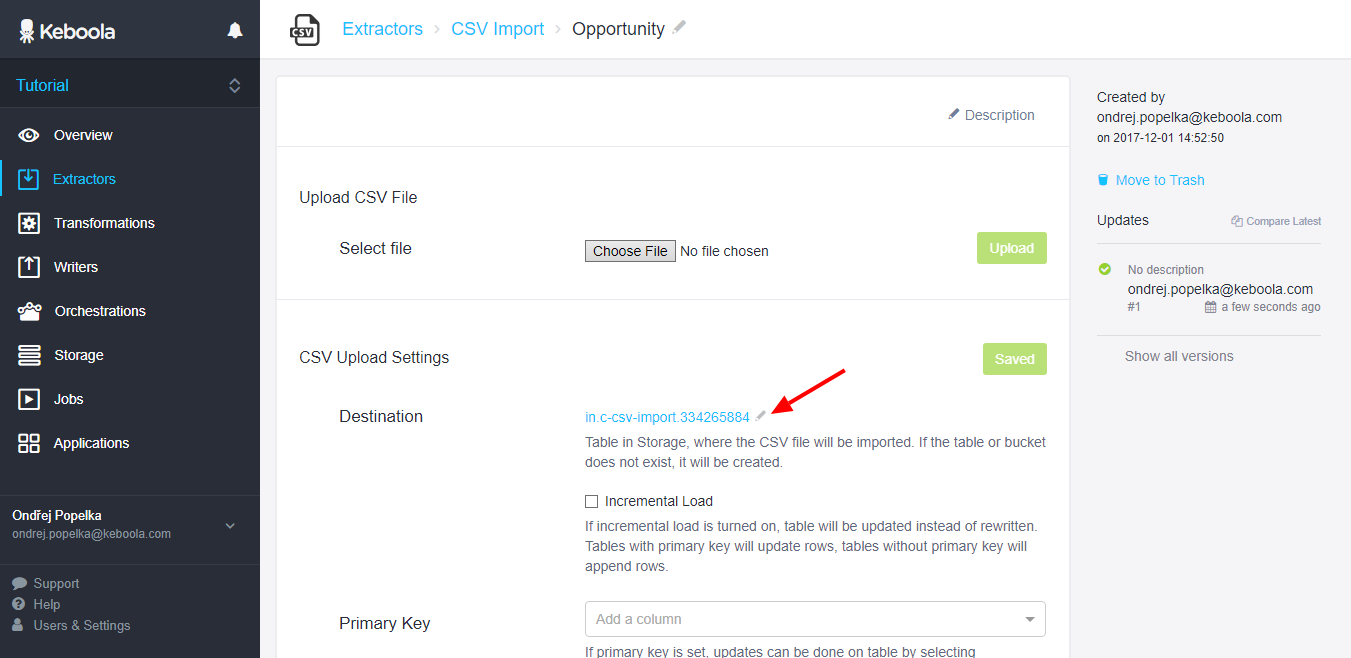 Keboola
Tutorial
Overview
Extractors
Transformations
Writers
Orchestrations
Storage
Jobs
Applications
Ondřej Popelka
ondrej.popelka@keboola.com
Support
Help
Users & Settings
CSV
Extractors › CSV Import › Opportunity
Description
Upload CSV File
Select file
Choose File No file chosen
Upload
CSV Upload Settings
Saved
Destination
in.c-csv-import.334265884
Table in Storage, where the CSV file will be imported. If the table or bucket
does not exist, it will be created.
Incremental Load
If incremental load is turned on, table will be updated instead of rewritten.
Tables with primary key will update rows, tables without primary key will
append rows.
Primary Key
Add a column
If primary key is set, updates can be done on table by selecting
Created by
ondrej.popelka@keboola.com
on 2017-12-01 14:52:50
Move to Trash
Updates
Compare Latest
No description
ondrej.popelka@keboola.com
#1
a few seconds ago
Show all versions